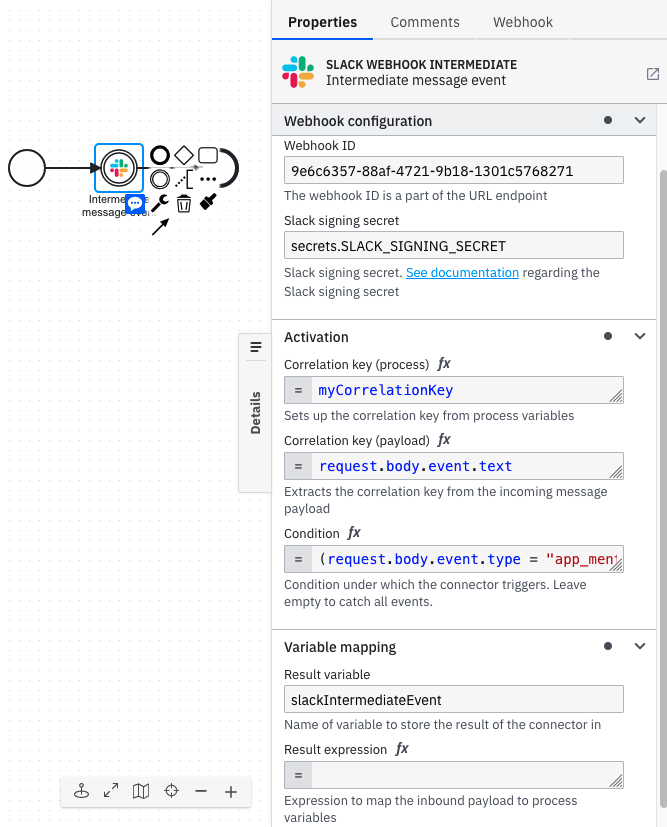 Properties
Comments
Webhook
SLACK WEBHOOK INTERMEDIATE
Intermediate message event
Webhook configuration
Webhook ID
9e6c6357-88af-4721-9b18-1301c5768271
The webhook ID is a part of the URL endpoint
Slack signing secret
secrets.SLACK_SIGNING_SECRET
Slack signing secret. See documentation regarding the
Slack signing secret
Activation
Correlation key (process) fx
= myCorrelationKey
Sets up the correlation key from process variables
Correlation key (payload) fx
= request.body.event.text
Extracts the correlation key from the incoming message
payload
Condition fx
= (request.body.event.type = "app_ment
Condition under which the connector triggers. Leave
empty to catch all events.
Variable mapping
Result variable
slackIntermediateEvent
Name of variable to store the result of the connector in
Result expression fx
=
Expression to map the inbound payload to process
variables
Details
message